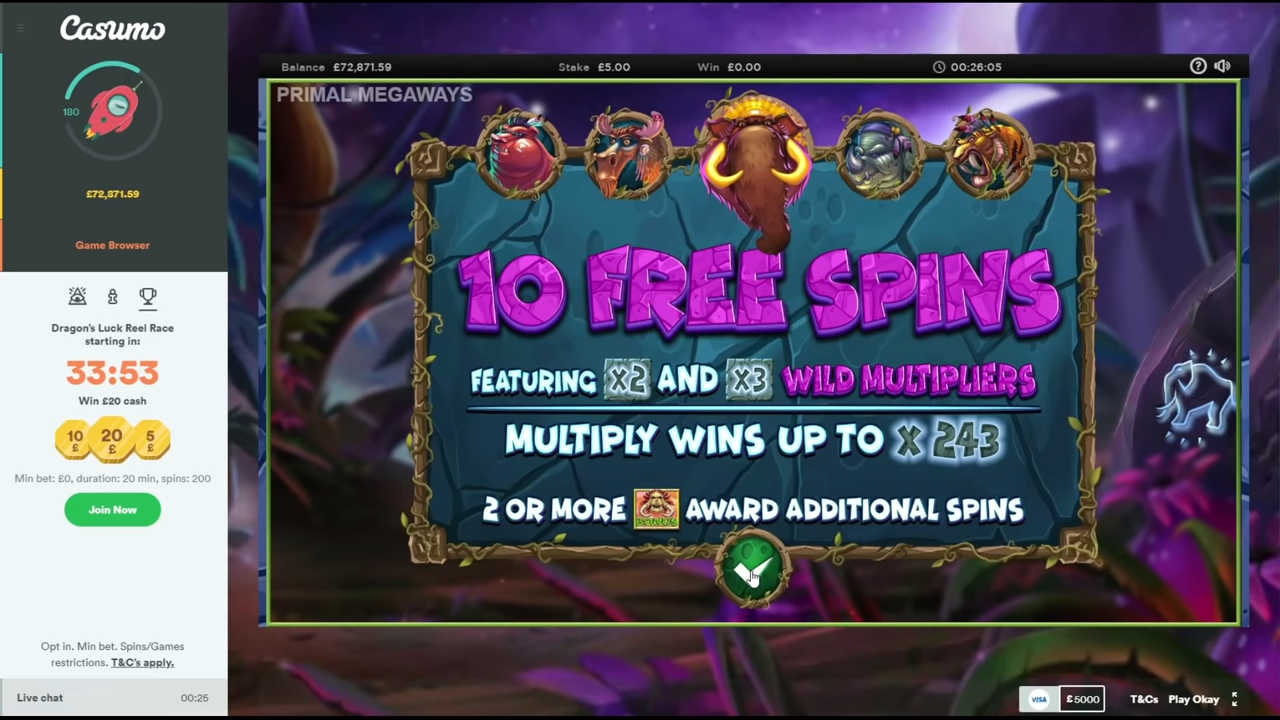 Casumo
180
£72,871.59
Game Browser
Dragon's Luck Reel Race
starting in:
33:53
Win £20 cash
10 £ 20 £ 5 £
Min bet: £0, duration: 20 min, spins: 200
Join Now
Opt in. Min bet. Spins/Games
restrictions. T&C's apply.
Live chat 00:25
Balance £72,871.59 Stake £5.00 Win £0.00 00:26:05
PRIMAL MEGAWAYS
10 FREE SPINS
FEATURING X2 AND X3 WILD MULTIPLIERS
MULTIPLY WINS UP TO X 243
2 OR MORE BONUS AWARD ADDITIONAL SPINS
VISA £5000 T&Cs Play Okay